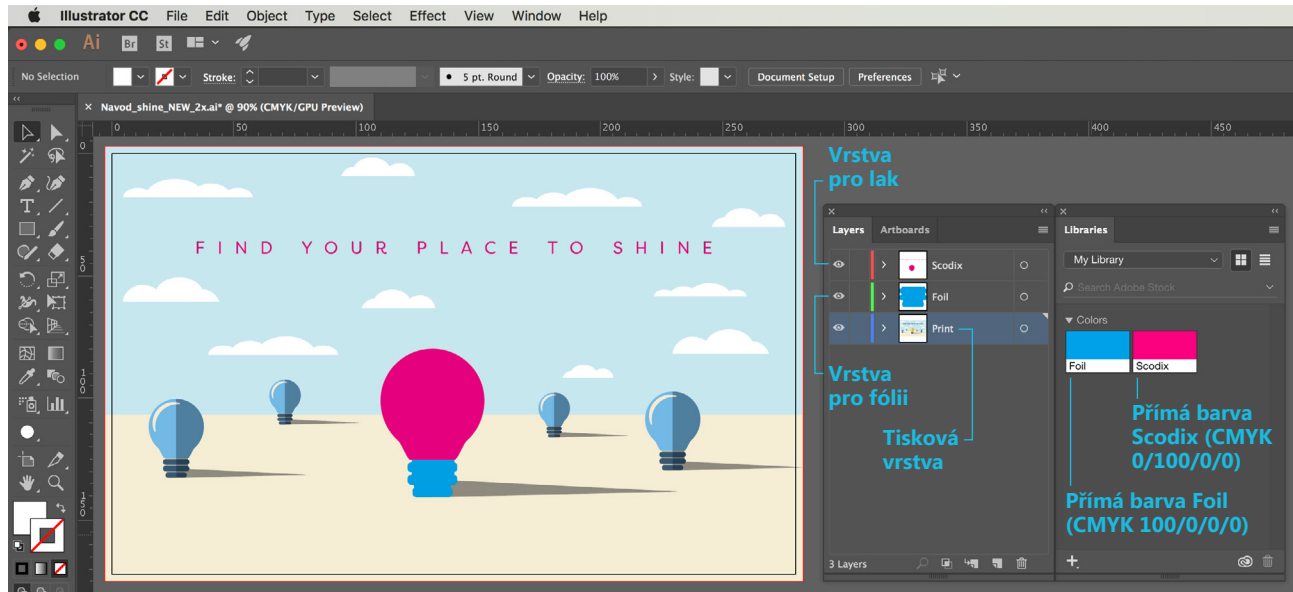 Illustrator CC File Edit Object Type Select Effect View Window Help
Ai Br St
No Selection Stroke: 5 pt. Round Opacity: 100% Style: Document Setup Preferences
Navod_shine_NEW_2x.ai* @ 90% (CMYK/GPU Preview)
0 50 100 150 200 250 300 350 400 450
0
50
100
150
FIND YOUR PLACE TO SHINE
Vrstva
pro lak
Layers Artboards
Scodix
Foil
Print
Vrstva
pro fólii
Tisková
vrstva
3 Layers
Libraries
My Library
Search Adobe Stock
Colors
Foil Scodix
Přímá barva
Scodix (CMYK
0/100/0/0)
Přímá barva Foil
(CMYK 100/0/0/0)